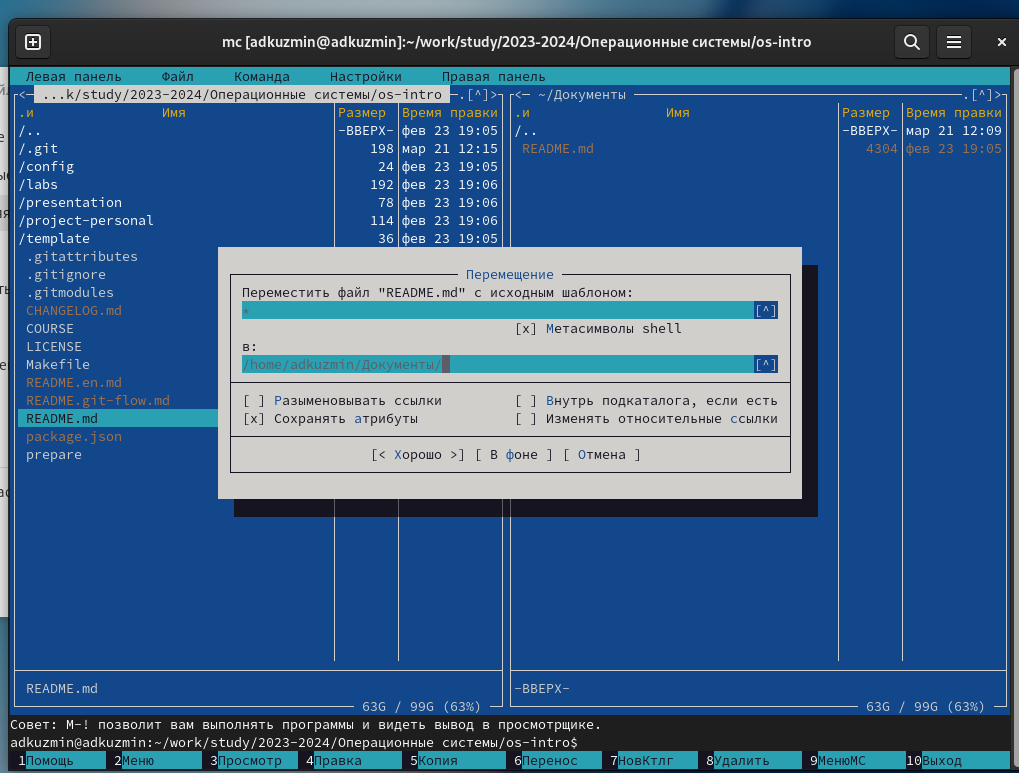 mc [adkuzmin@adkuzmin]:~/work/study/2023-2024/Операционные системы/os-intro
Левая панель Файл Команда Настройки Правая панель
<─ ...k/study/2023-2024/Операционные системы/os-intro ─.[^]>
.и Имя Размер Время правки
/.. -ВВЕРХ- фев 23 19:05
/.git 198 мар 21 12:15
/config 24 фев 23 19:05
/labs 192 фев 23 19:06
/presentation 78 фев 23 19:06
/project-personal 114 фев 23 19:06
/template 36 фев 23 19:05
.gitattributes
.gitignore
.gitmodules
CHANGELOG.md
COURSE
LICENSE
Makefile
README.en.md
README.git-flow.md
README.md
package.json
prepare
README.md
63G / 99G (63%)
<─ ~/Документы .[^]>
.и Имя Размер Время правки
/.. -ВВЕРХ- мар 21 12:09
README.md 4304 фев 23 19:05
-ВВЕРХ-
63G / 99G (63%)
Перемещение
Переместить файл "README.md" с исходным шаблоном:
* [^]
[x] Метасимволы shell
в:
/home/adkuzmin/Документы/ [^]
[ ] Разыменовывать ссылки [ ] Внутрь подкаталога, если есть
[x] Сохранять атрибуты [ ] Изменять относительные ссылки
[< Хорошо >] [ В фоне ] [ Отмена ]
Совет: M-! позволит вам выполнять программы и видеть вывод в просмотрщике.
adkuzmin@adkuzmin:~/work/study/2023-2024/Операционные системы/os-intro$
1Помощь 2Меню 3Просмотр 4Правка 5Копия 6Перенос 7НовКтлг 8Удалить 9МенюMC 10Выход